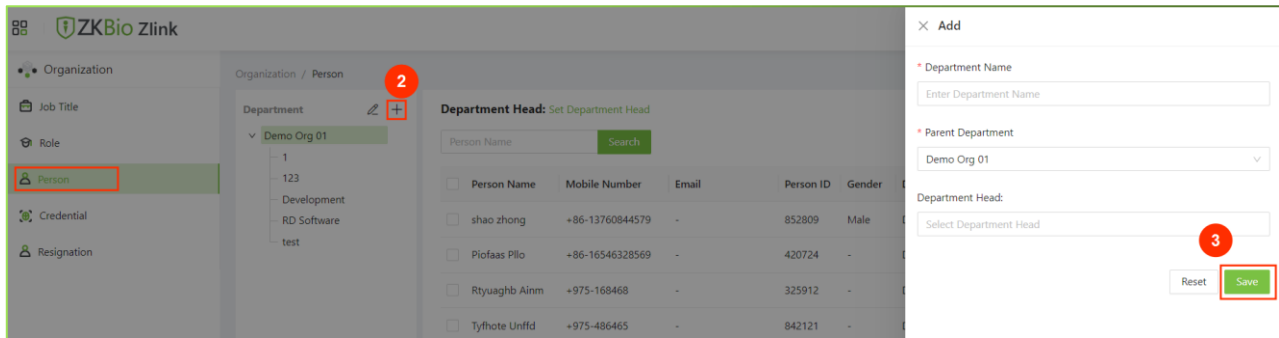 ZKBio Zlink
Organization
Job Title
Role
Person
Credential
Resignation
Organization / Person
2
Department
Demo Org 01
1
123
Development
RD Software
test
Department Head: Set Department Head
Person Name
Search
Person Name Mobile Number Email Person ID Gender
shao zhong +86-13760844579 - 852809 Male
Piofaas Pllo +86-16546328569 - 420724 -
Rtyuaghb Ainm +975-168468 - 325912 -
Tyfhote Unffd +975-486465 - 842121 -
Add
* Department Name
Enter Department Name
* Parent Department
Demo Org 01
Department Head:
Select Department Head
3
Reset Save